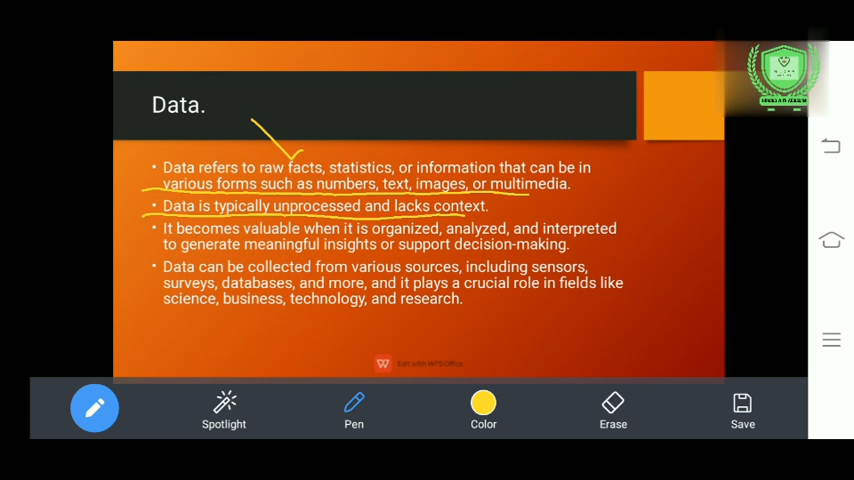 Data.
• Data refers to raw facts, statistics, or information that can be in
various forms such as numbers, text, images, or multimedia.
• Data is typically unprocessed and lacks context.
• It becomes valuable when it is organized, analyzed, and interpreted
to generate meaningful insights or support decision-making.
• Data can be collected from various sources, including sensors,
surveys, databases, and more, and it plays a crucial role in fields like
science, business, technology, and research.
Edit with WPS Office
Spotlight
Pen
Color
Erase
Save